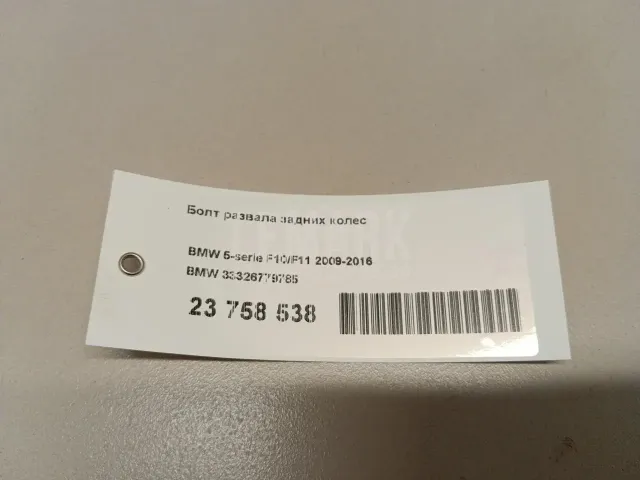 Болт развала задних колес
BMW 5-serie F10/F11 2009-2016
BMW 33326779785
23 758 538